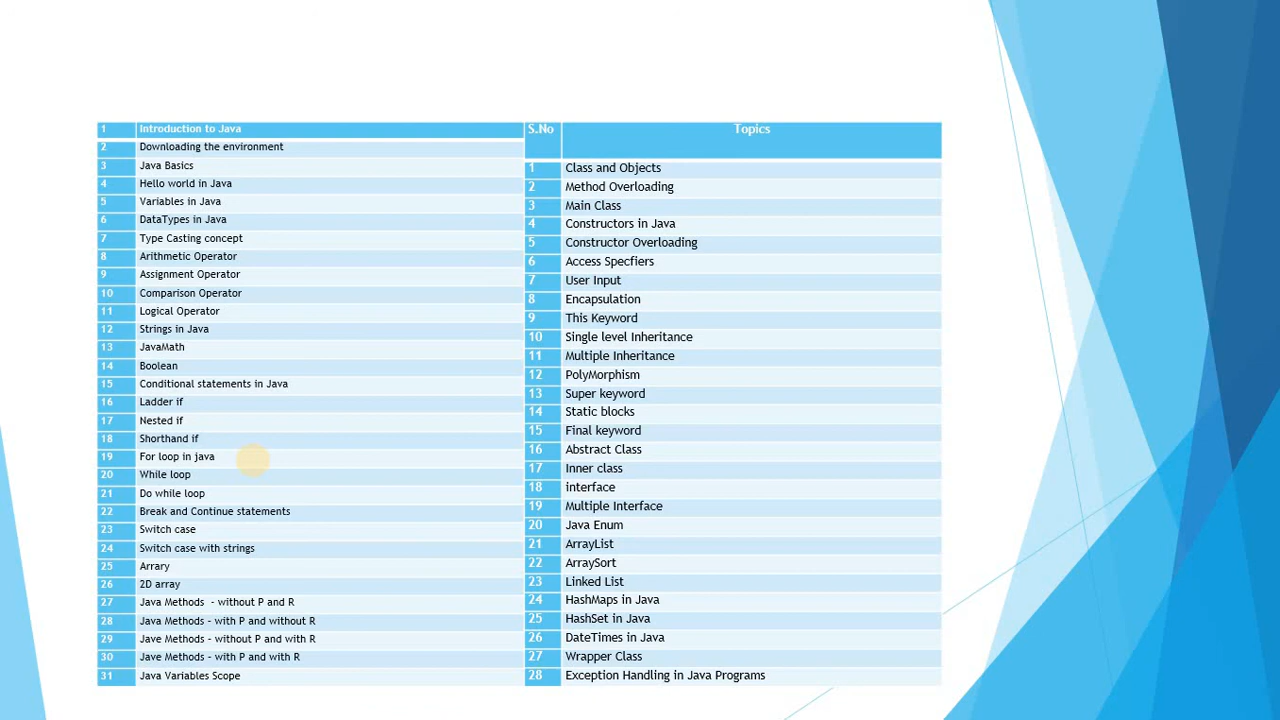 1 Introduction to Java
2 Downloading the environment
3 Java Basics
4 Hello world in Java
5 Variables in Java
6 DataTypes in Java
7 Type Casting concept
8 Arithmetic Operator
9 Assignment Operator
10 Comparison Operator
11 Logical Operator
12 Strings in Java
13 JavaMath
14 Boolean
15 Conditional statements in Java
16 Ladder if
17 Nested if
18 Shorthand if
19 For loop in java
20 While loop
21 Do while loop
22 Break and Continue statements
23 Switch case
24 Switch case with strings
25 Arrary
26 2D array
27 Java Methods - without P and R
28 Java Methods – with P and without R
29 Jave Methods – without P and with R
30 Jave Methods – with P and with R
31 Java Variables Scope
S.No Topics
1 Class and Objects
2 Method Overloading
3 Main Class
4 Constructors in Java
5 Constructor Overloading
6 Access Specfiers
7 User Input
8 Encapsulation
9 This Keyword
10 Single level Inheritance
11 Multiple Inheritance
12 PolyMorphism
13 Super keyword
14 Static blocks
15 Final keyword
16 Abstract Class
17 Inner class
18 interface
19 Multiple Interface
20 Java Enum
21 ArrayList
22 ArraySort
23 Linked List
24 HashMaps in Java
25 HashSet in Java
26 DateTimes in Java
27 Wrapper Class
28 Exception Handling in Java Programs